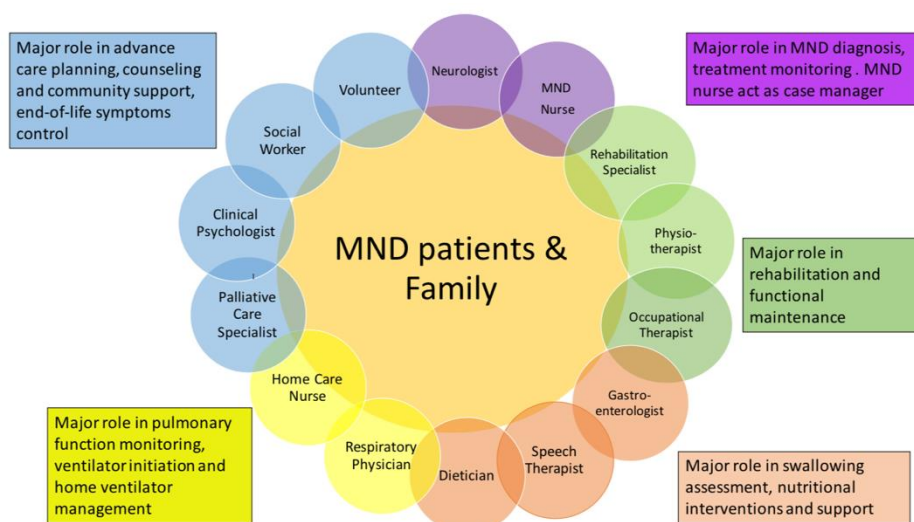 Major role in advance
care planning, counseling
and community support,
end-of-life symptoms
control
Volunteer
Neurologist
MND
Nurse
Major role in MND diagnosis,
treatment monitoring . MND
nurse act as case manager
Social
Worker
Rehabilitation
Specialist
Clinical
Psychologist
Physio-
therapist
MND patients &
Family
Major role in
rehabilitation and
functional
maintenance
Palliative
Care
Specialist
Occupational
Therapist
Home Care
Nurse
Gastro-
enterologist
Major role in pulmonary
function monitoring,
ventilator initiation and
home ventilator
management
Respiratory
Physician
Dietician
Speech
Therapist
Major role in swallowing
assessment, nutritional
interventions and support